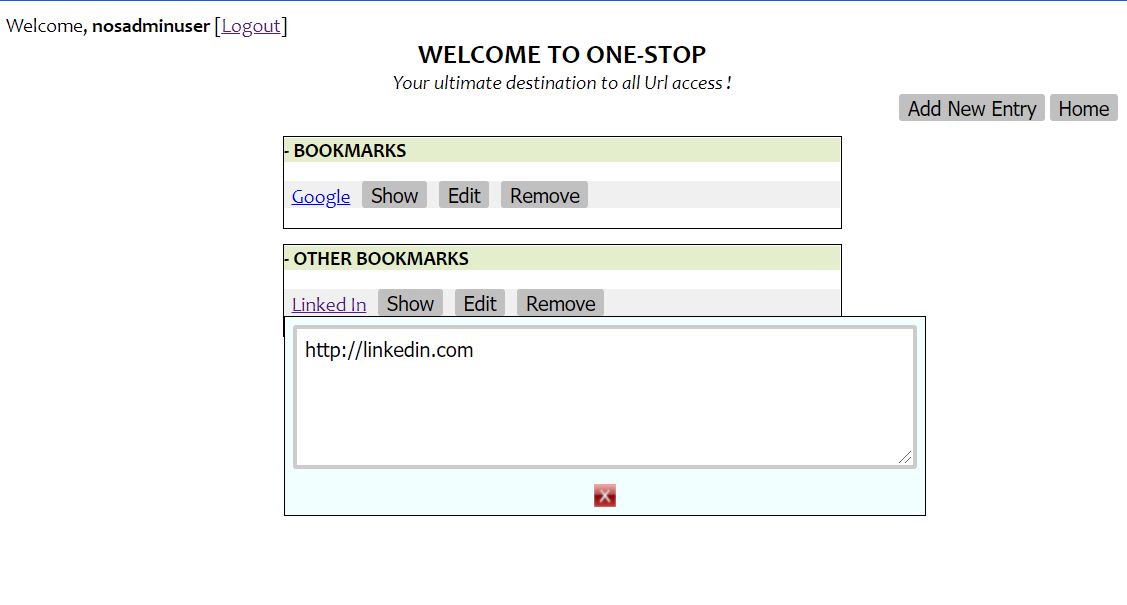 Welcome, nosadminuser [Logout]
WELCOME TO ONE-STOP
Your ultimate destination to all Url access !
Add New Entry Home
- BOOKMARKS
Google Show Edit Remove
- OTHER BOOKMARKS
Linked In Show Edit Remove
http://linkedin.com
X